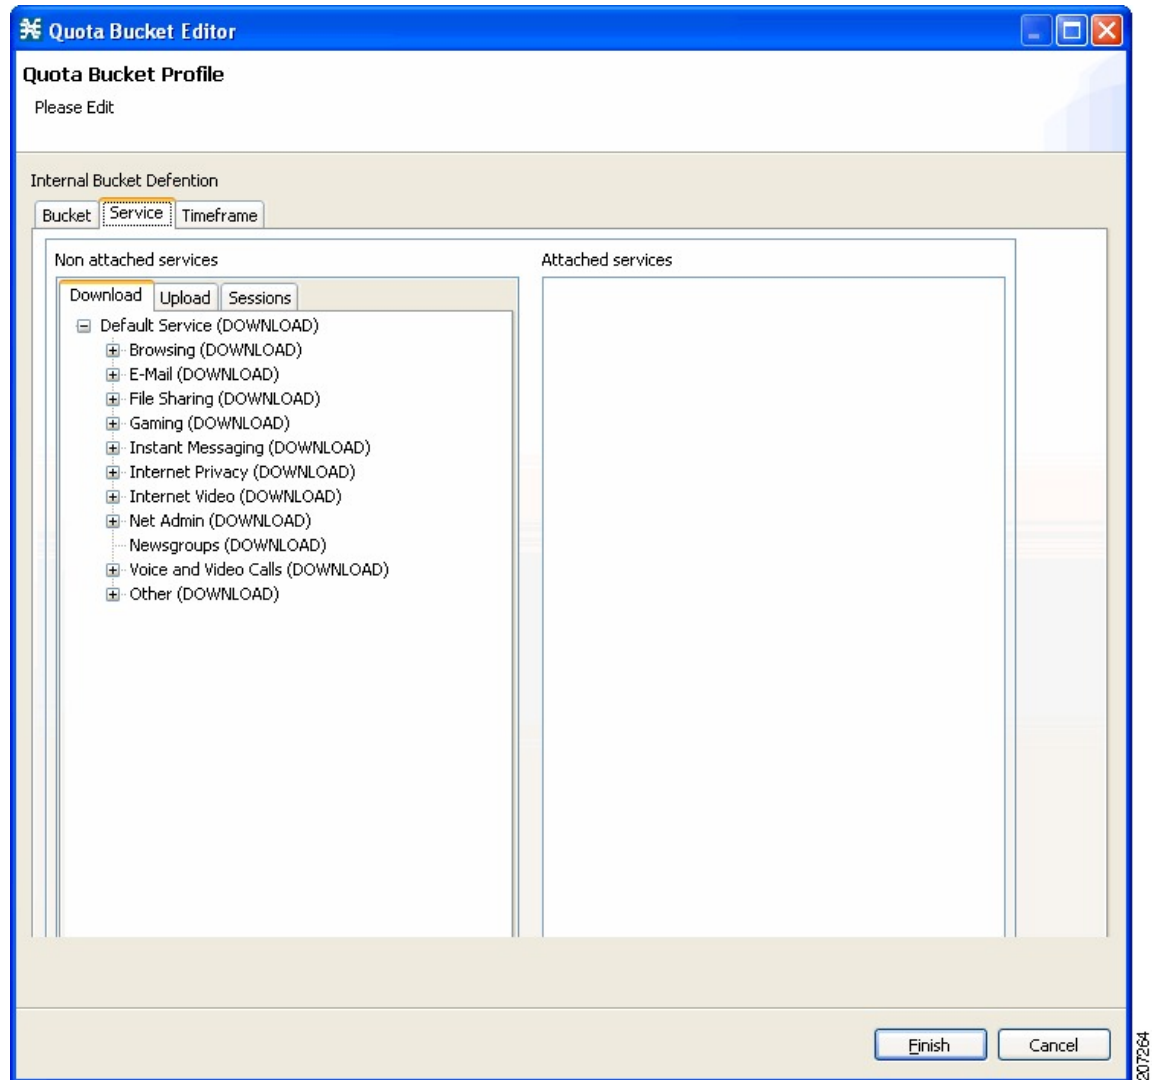 Quota Bucket Editor
Quota Bucket Profile
Please Edit
Internal Bucket Defention
Bucket Service Timeframe
Non attached services
Attached services
Download Upload Sessions
Default Service (DOWNLOAD)
Browsing (DOWNLOAD)
E-Mail (DOWNLOAD)
File Sharing (DOWNLOAD)
Gaming (DOWNLOAD)
Instant Messaging (DOWNLOAD)
Internet Privacy (DOWNLOAD)
Internet Video (DOWNLOAD)
Net Admin (DOWNLOAD)
Newsgroups (DOWNLOAD)
Voice and Video Calls (DOWNLOAD)
Other (DOWNLOAD)
Finish Cancel
207264